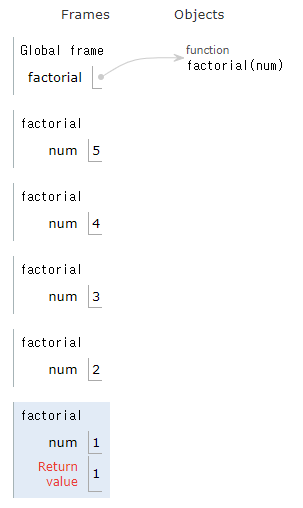 Frames Objects
Global frame
factorial
function
factorial(num)
factorial
num 5
factorial
num 4
factorial
num 3
factorial
num 2
factorial
num 1
Return
value 1